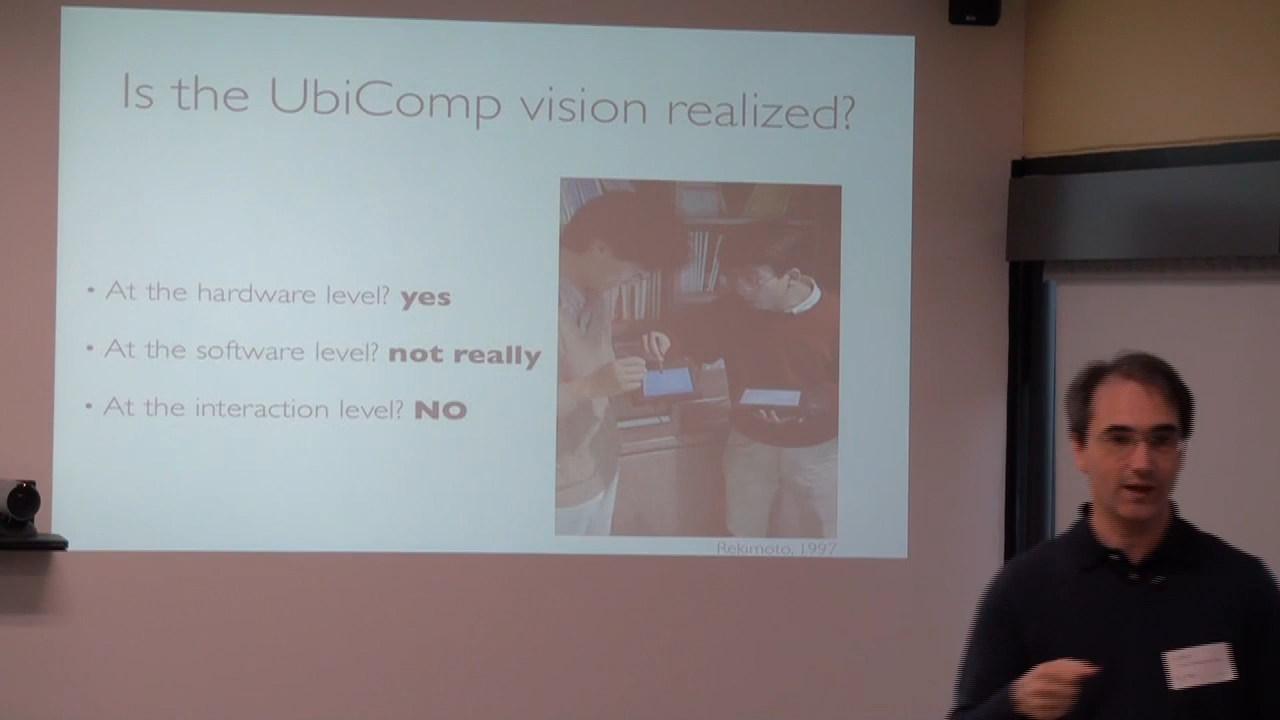 Is the UbiComp vision realized?
• At the hardware level? yes
• At the software level? not really
• At the interaction level? NO
Rekimoto, 1997